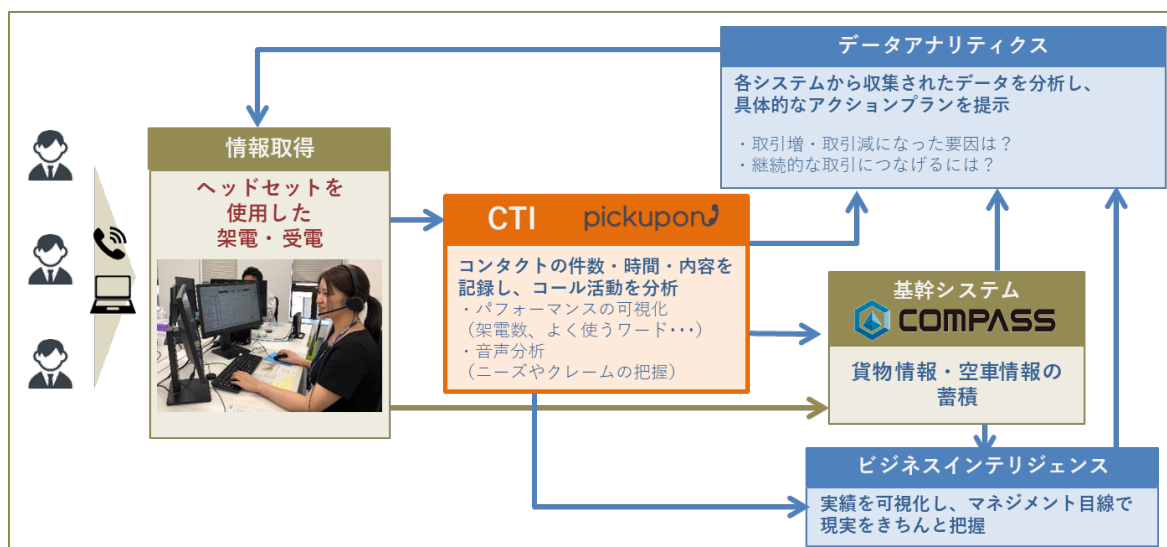 データアナリティクス
各システムから収集されたデータを分析し、
具体的なアクションプランを提示
・取引増・取引減になった要因は？
・継続的な取引につなげるには？
情報取得
ヘッドセットを
使用した
架電・受電
CTI pickupon
コンタクトの件数・時間・内容を
記録し、コール活動を分析
・パフォーマンスの可視化
（架電数、よく使うワード･･･）
・音声分析
（ニーズやクレームの把握）
基幹システム
COMPASS
貨物情報・空車情報の
蓄積
ビジネスインテリジェンス
実績を可視化し、マネジメント目線で
現実をきちんと把握